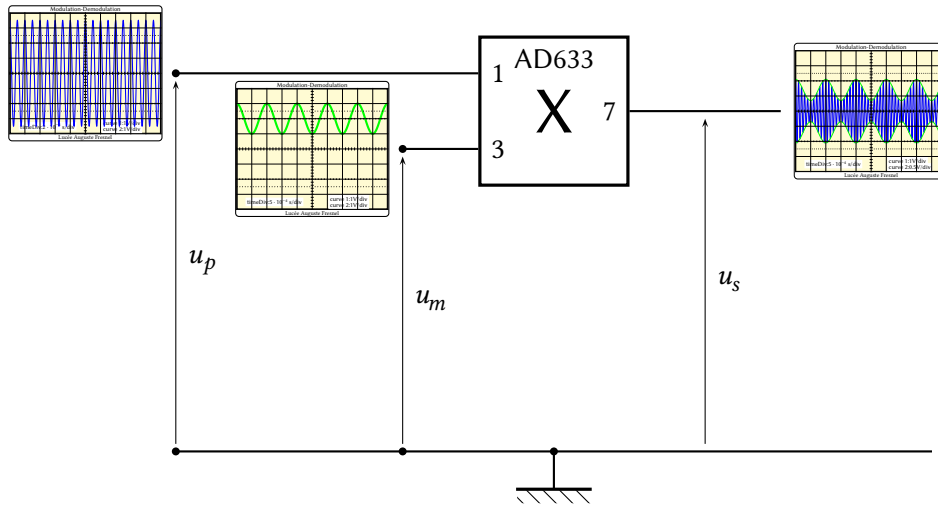 Modulation-Demodulation
Lucée Auguste Fresnel
Modulation-Demodulation
timeDiv:5 · 10⁻⁴ s/div
curve 1:1V/div
curve 2:1V/div
Lucée Auguste Fresnel
AD633
X
1
3
7
Modulation-Demodulation
timeDiv:5 · 10⁻⁴ s/div
curve 1:1V/div
curve 2:0.5V/div
Lucée Auguste Fresnel
u_p
u_m
u_s